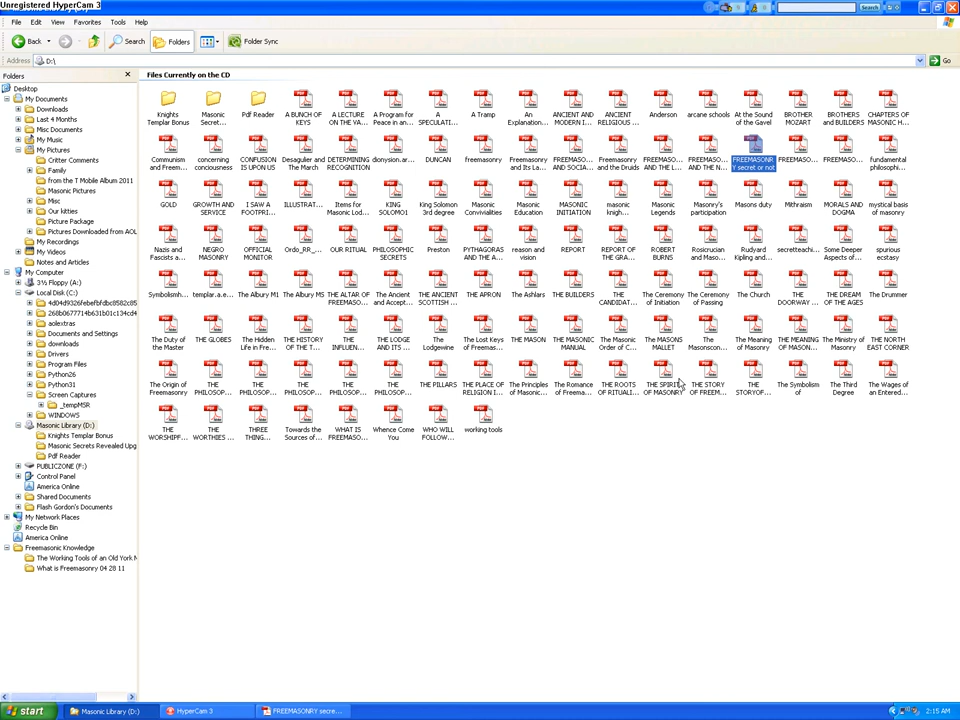 Unregistered HyperCam 3
File Edit View Favorites Tools Help
Search
Back Search Folders Folder Sync
Address D:\ Go
Folders
Desktop
My Documents
Downloads
Last 4 Months
Misc Documents
My Music
My Pictures
Critter Comments
Family
from the T Mobile Album 2011
Masonic Pictures
Misc
Our kitties
Picture Package
Pictures Downloaded from AOL
My Recordings
My Videos
Notes and Articles
My Computer
3½ Floppy (A:)
Local Disk (C:)
4d04d9326febefbfdbc8582c85
268b0677714b631b01c134cd4
aolextras
Documents and Settings
downloads
Drivers
Program Files
Python26
Python31
Screen Captures
_tempMSR
WINDOWS
Masonic Library (D:)
Knights Templar Bonus
Masonic Secrets Revealed Upg
Pdf Reader
PUBLICZONE (F:)
Control Panel
America Online
Shared Documents
Flash Gordon's Documents
My Network Places
Recycle Bin
America Online
Freemasonic Knowledge
The Working Tools of an Old York M
What is Freemasonry 04 28 11
Files Currently on the CD
Knights Templar Bonus
Masonic Secret...
Pdf Reader
A BUNCH OF KEYS
A LECTURE ON THE VA...
A Program for Peace in an...
A SPECULATI...
A Tramp
An Explanation...
ANCIENT AND MODERN I...
ANCIENT RELIGIOUS ...
Anderson
arcane schools
At the Sound of the Gavel
BROTHER MOZART
BROTHERS and BUILDERS
CHAPTERS OF MASONIC H...
Communism and Freem...
concerning conciousness
CONFUSION IS UPON US
Desaguier and The March
DETERMINING RECOGNITION
dionysion.ar...
DUNCAN
freemasonry
Freemasonry and Its La...
FREEMAS... AND SOCIA...
Freemasonry and the Druids
FREEMAS... AND THE L...
FREEMAS... AND THE N...
FREEMASONRY secret or not
FREEMASO...
FREEMASO...
fundamental philosophi...
GOLD
GROWTH AND SERVICE
I SAW A FOOTPRI...
ILLUSTRAT...
Items for Masonic Lod...
KING SOLOMO1
King Solomon 3rd degree
Masonic Convivialities
Masonic Education
MASONIC INITIATION
masonic knigh...
Masonic Legends
Masonry's participation
Masons duty
Mithraism
MORALS AND DOGMA
mystical basis of masonry
Nazis and Fascists a...
NEGRO MASONRY
OFFICIAL MONITOR
Ordo_RR_...
OUR RITUAL
PHILOSOPHIC SECRETS
Preston
PYTHAGORAS AND THE A...
reason and vision
REPORT
REPORT OF THE GRA...
ROBERT BURNS
Rosicrucian and Maso...
Rudyard Kipling and...
secretteachi...
Some Deeper Aspects of...
spurious ecstasy
Symbolismh...
templar.a.e...
The Albury M1
The Albury MS
THE ALTAR OF FREEMASO...
The Ancient and Accept...
THE ANCIENT SCOTTISH ...
THE APRON
The Ashlars
THE BUILDERS
THE CANDIDAT...
The Ceremony of Initiation
The Ceremony of Passing
The Church
THE DOORWAY ...
THE DREAM OF THE AGES
The Drummer
The Duty of the Master
THE GLOBES
The Hidden Life in Fre...
THE HISTORY OF THE T...
THE INFLUEN...
THE LODGE AND ITS ...
The Lodgewine
The Lost Keys of Freemas...
THE MASON
THE MASONIC MANUAL
The Masonic Order of C...
THE MASONS MALLET
The Masonscon...
The Meaning of Masonry
THE MEANING OF MASON...
The Ministry of Masonry
THE NORTH EAST CORNER
The Origin of Freemasonry
THE PHILOSOP...
THE PHILOSOP...
THE PHILOSOP...
THE PHILOSOP...
THE PHILOSOP...
THE PILLARS
THE PLACE OF RELIGION I...
The Principles of Masonic...
The Romance of Freema...
THE ROOTS OF RITUALI...
THE SPIRIT OF MASONRY
THE STORY OF FREEM...
THE STORYOF...
The Symbolism of
The Third Degree
The Wages of an Entered...
THE WORSHIPF...
THE WORTHIES ...
THREE THING...
Towards the Sources of...
WHAT IS FREEMASO...
Whence Come You
WHO WILL FOLLOW...
working tools
start Masonic Library (D:) HyperCam 3 FREEMASONRY secre... 2:15 AM